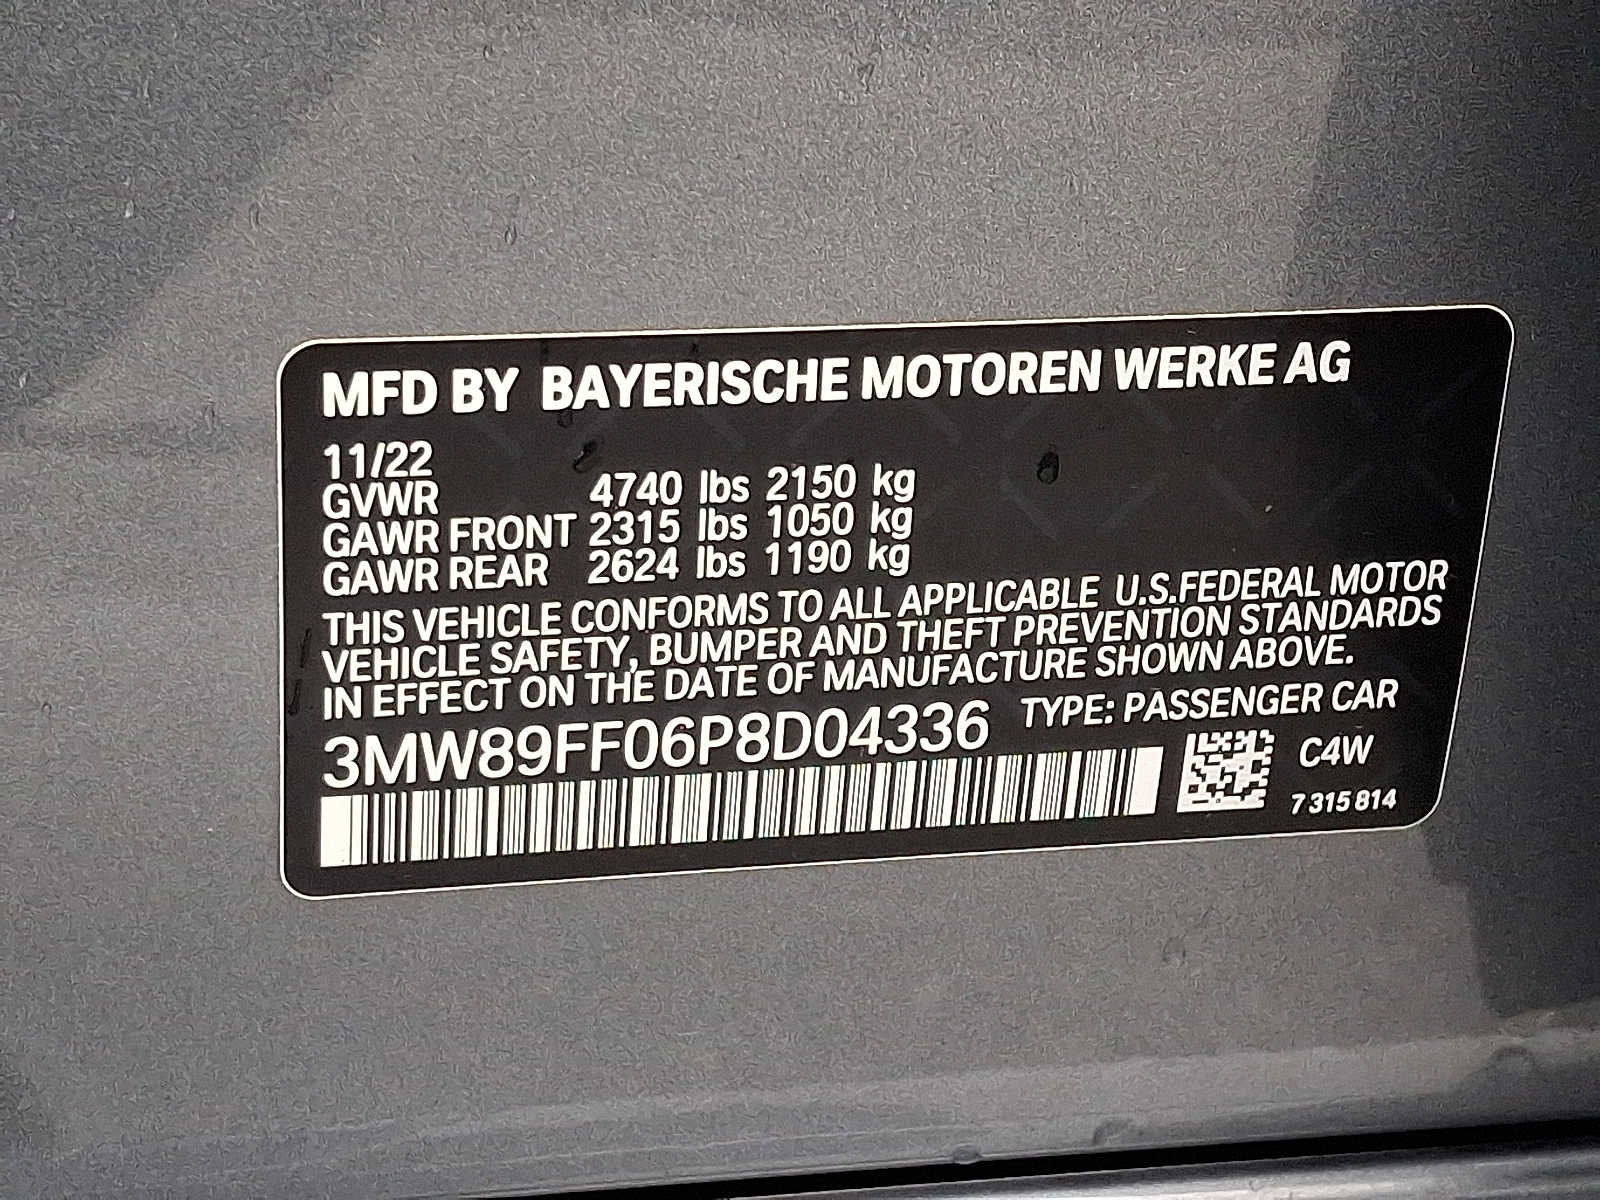 MFD BY BAYERISCHE MOTOREN WERKE AG
11/22
GVWR 4740 lbs 2150 kg
GAWR FRONT 2315 lbs 1050 kg
GAWR REAR 2624 lbs 1190 kg
THIS VEHICLE CONFORMS TO ALL APPLICABLE U.S.FEDERAL MOTOR
VEHICLE SAFETY, BUMPER AND THEFT PREVENTION STANDARDS
IN EFFECT ON THE DATE OF MANUFACTURE SHOWN ABOVE.
3MW89FF06P8D04336 TYPE: PASSENGER CAR
C4W
7 315 814